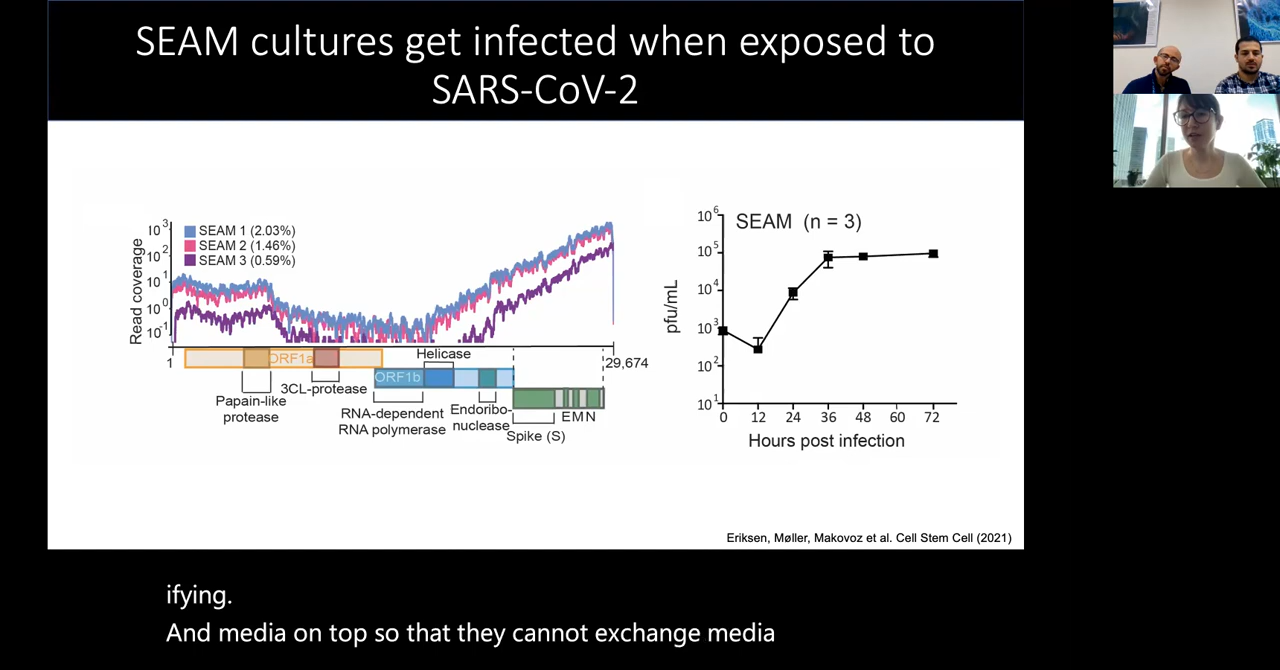 SEAM cultures get infected when exposed to
SARS-CoV-2
Read coverage
10³
10²
10¹
10⁰
10¹
SEAM 1 (2.03%)
SEAM 2 (1.46%)
SEAM 3 (0.59%)
1
29,674
ORF1a
Papain-like
protease
3CL-protease
Helicase
ORF1b
RNA-dependent
RNA polymerase
Endoribo-
nuclease
Spike (S)
E M N
SEAM (n = 3)
pfu/mL
10⁶
10⁵
10⁴
10³
10²
10¹
0 12 24 36 48 60 72
Hours post infection
Eriksen, Møller, Makovoz et al. Cell Stem Cell (2021)
ifying.
And media on top so that they cannot exchange media